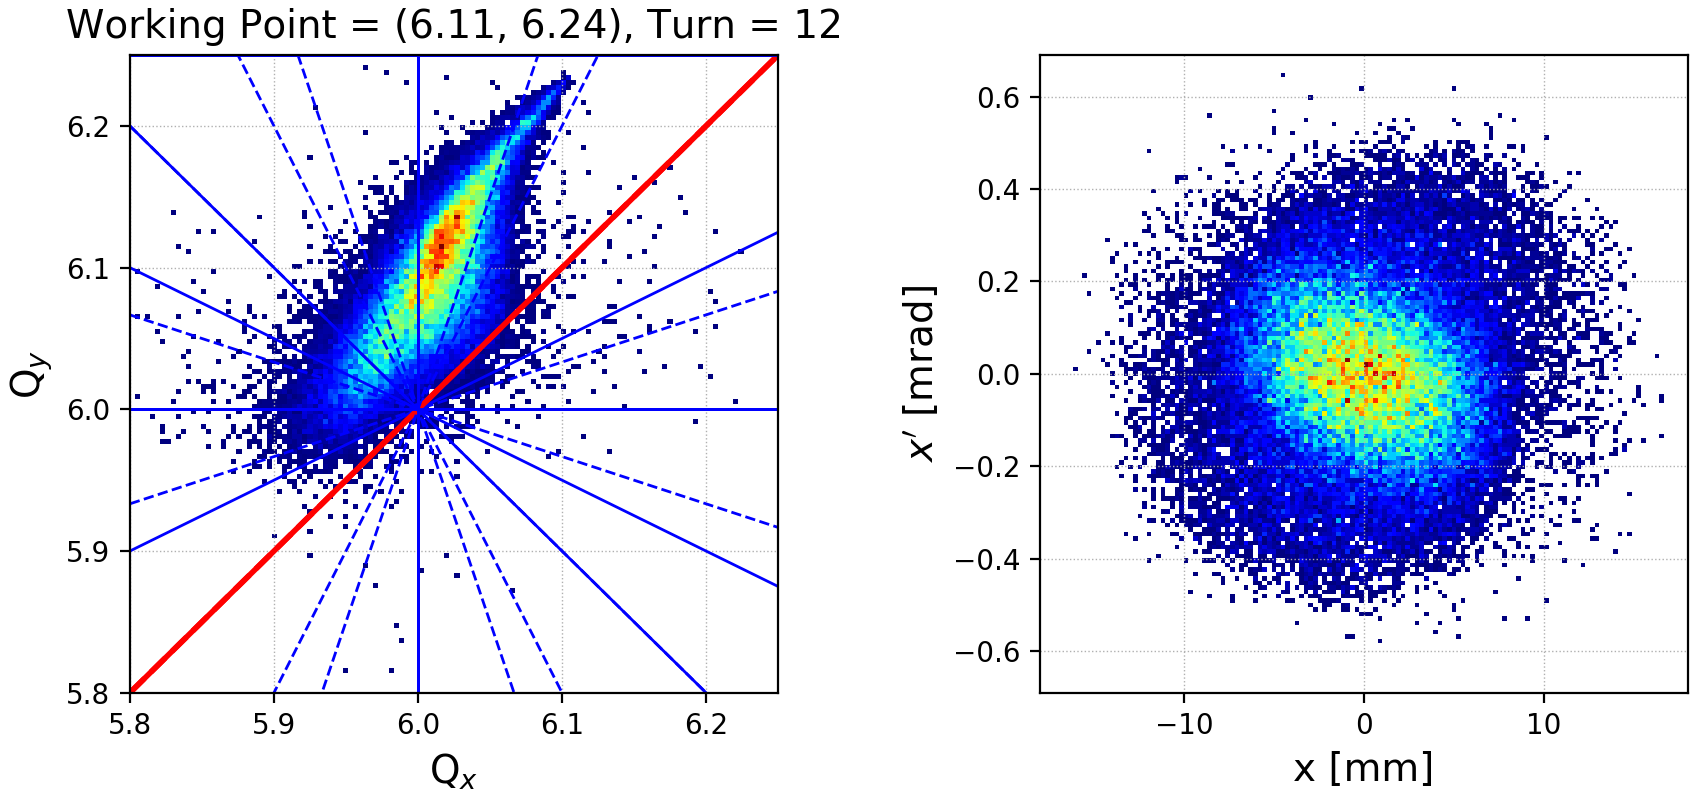 Working Point = (6.11, 6.24), Turn = 12
6.2
6.1
6.0
5.9
5.8
Q_y
5.8 5.9 6.0 6.1 6.2
Q_x
0.6
0.4
0.2
0.0
−0.2
−0.4
−0.6
x′ [mrad]
−10 0 10
x [mm]